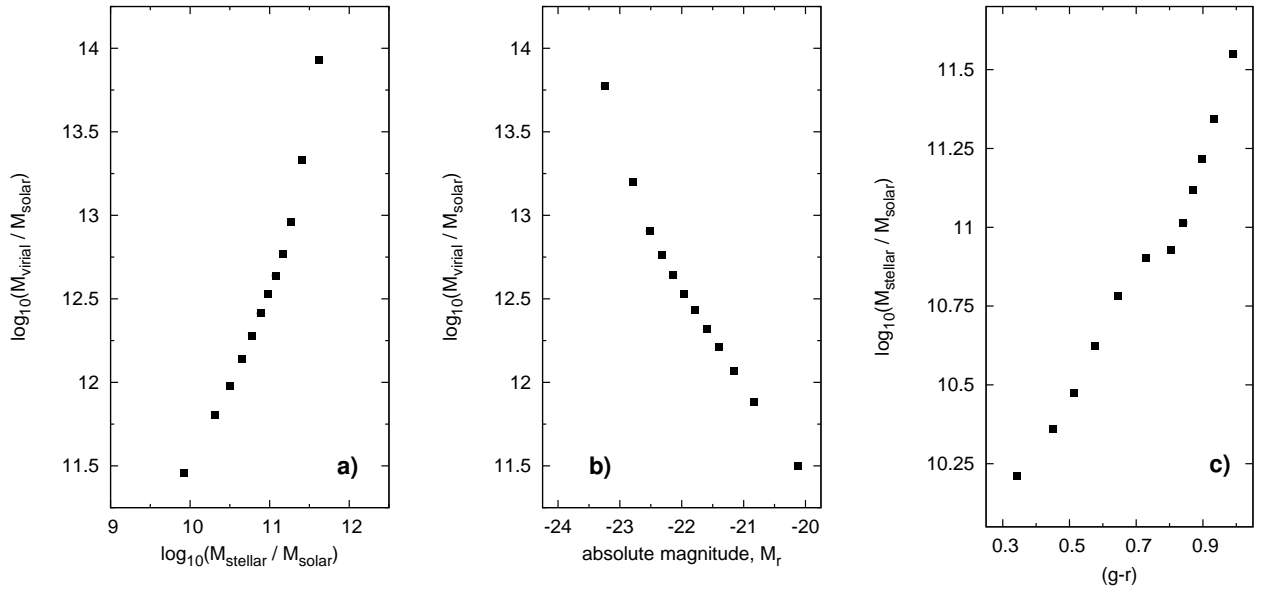 14
13.5
13
12.5
12
11.5
log10(Mvirial / Msolar)
9 10 11 12
log10(Mstellar / Msolar)
a)
14
13.5
13
12.5
12
11.5
log10(Mvirial / Msolar)
-24 -23 -22 -21 -20
absolute magnitude, Mr
b)
11.5
11.25
11
10.75
10.5
10.25
log10(Mstellar / Msolar)
0.3 0.5 0.7 0.9
(g-r)
c)